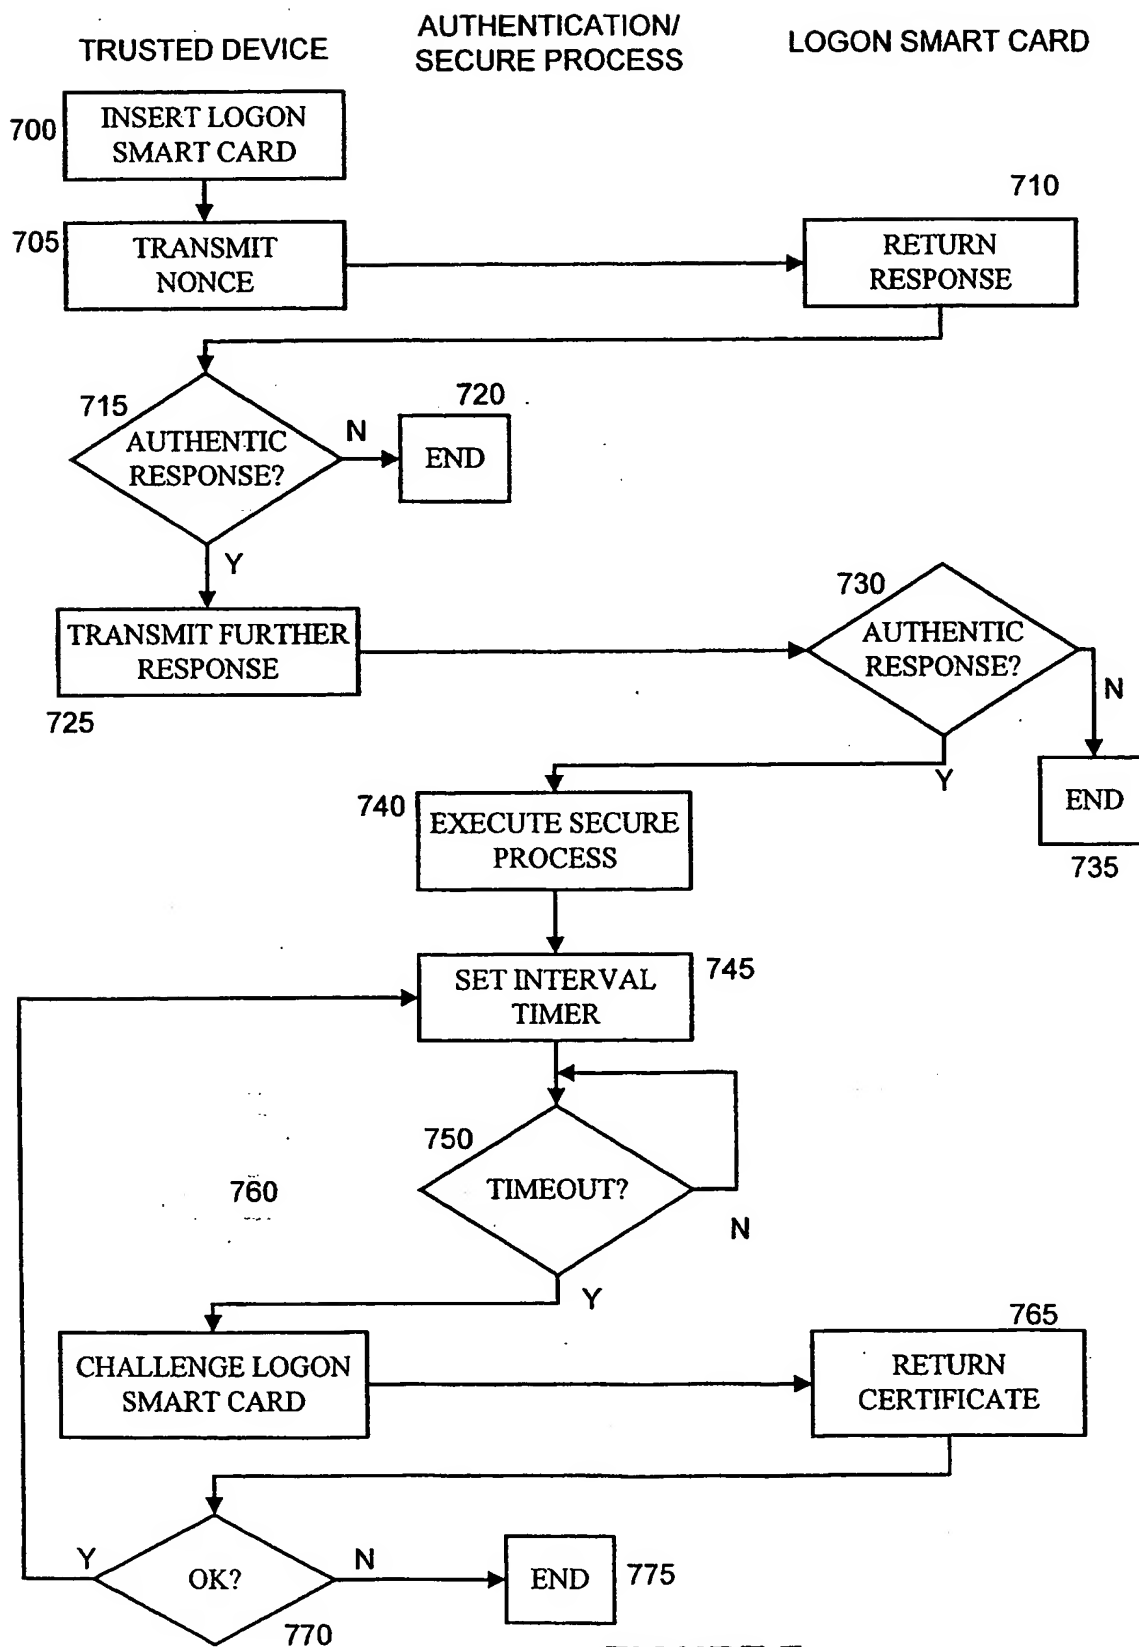 TRUSTED DEVICE
AUTHENTICATION/
SECURE PROCESS
LOGON SMART CARD
700
INSERT LOGON
SMART CARD
705
TRANSMIT
NONCE
710
RETURN
RESPONSE
715
AUTHENTIC
RESPONSE?
N
720
END
Y
TRANSMIT FURTHER
RESPONSE
725
730
AUTHENTIC
RESPONSE?
N
Y
END
735
740
EXECUTE SECURE
PROCESS
SET INTERVAL
TIMER
745
750
TIMEOUT?
N
760
Y
CHALLENGE LOGON
SMART CARD
765
RETURN
CERTIFICATE
Y
OK?
N
END
775
770